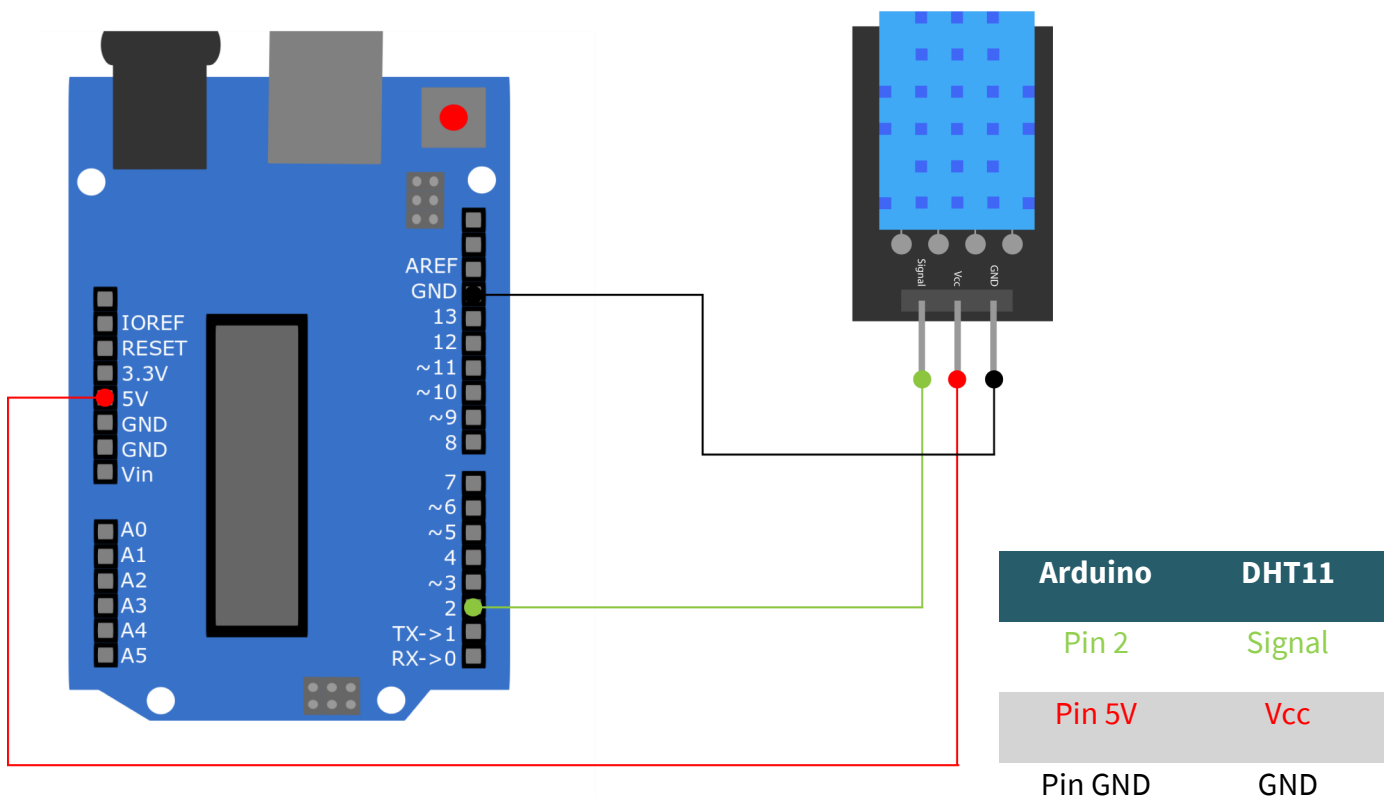 AREF
GND
13
12
~11
~10
~9
8
7
~6
~5
4
~3
2
TX->1
RX->0
IOREF
RESET
3.3V
5V
GND
GND
Vin
A0
A1
A2
A3
A4
A5
Signal
Vcc
GND
Arduino DHT11
Pin 2 Signal
Pin 5V Vcc
Pin GND GND